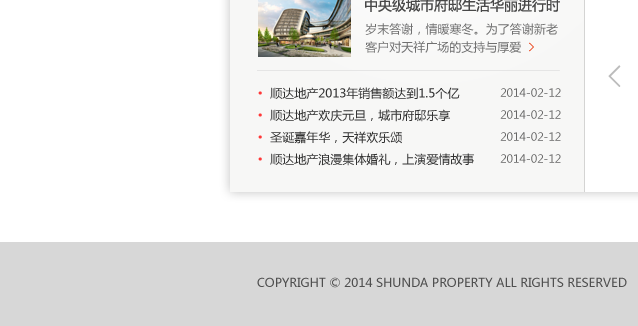 中央级城市府邸生活华丽进行时
岁末答谢，情暖寒冬。为了答谢新老
客户对天祥广场的支持与厚爱 >
顺达地产2013年销售额达到1.5个亿 2014-02-12
顺达地产欢庆元旦，城市府邸乐享 2014-02-12
圣诞嘉年华，天祥欢乐颂 2014-02-12
顺达地产浪漫集体婚礼，上演爱情故事 2014-02-12
COPYRIGHT © 2014 SHUNDA PROPERTY ALL RIGHTS RESERVED